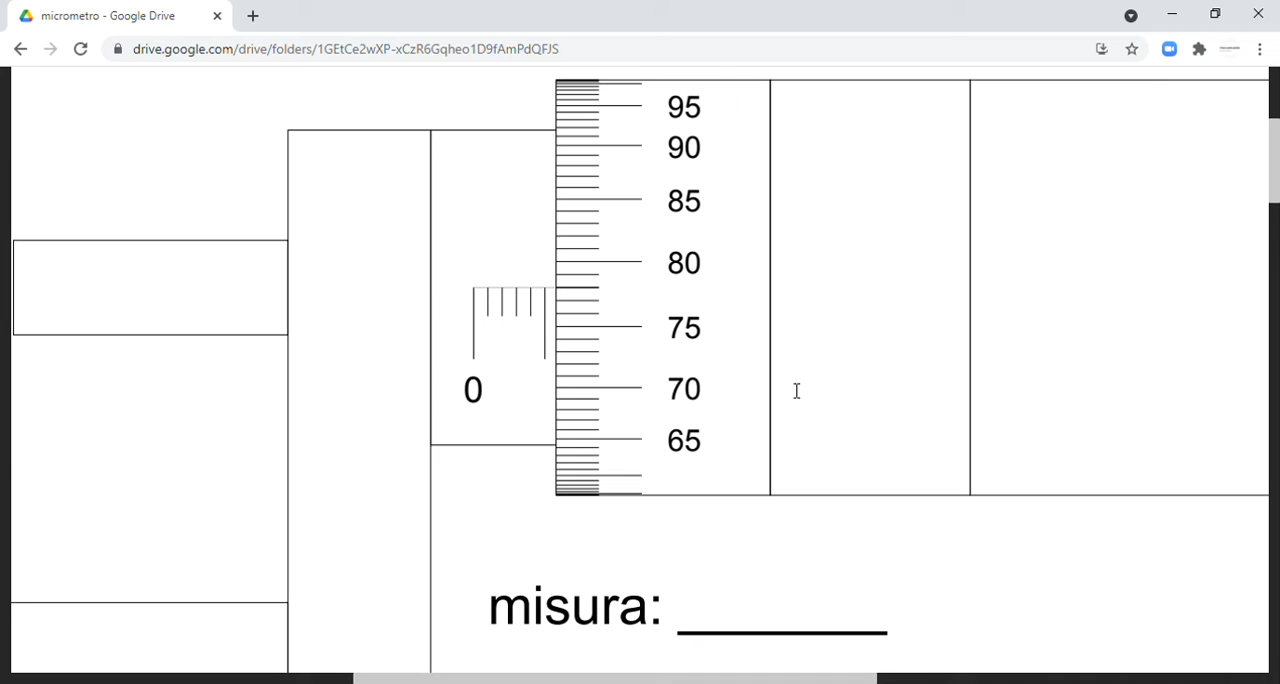 micrometro - Google Drive
drive.google.com/drive/folders/1GEtCe2wXP-xCzR6Gqheo1D9fAmPdQFJS
95
90
85
80
75
0
70
65
misura: